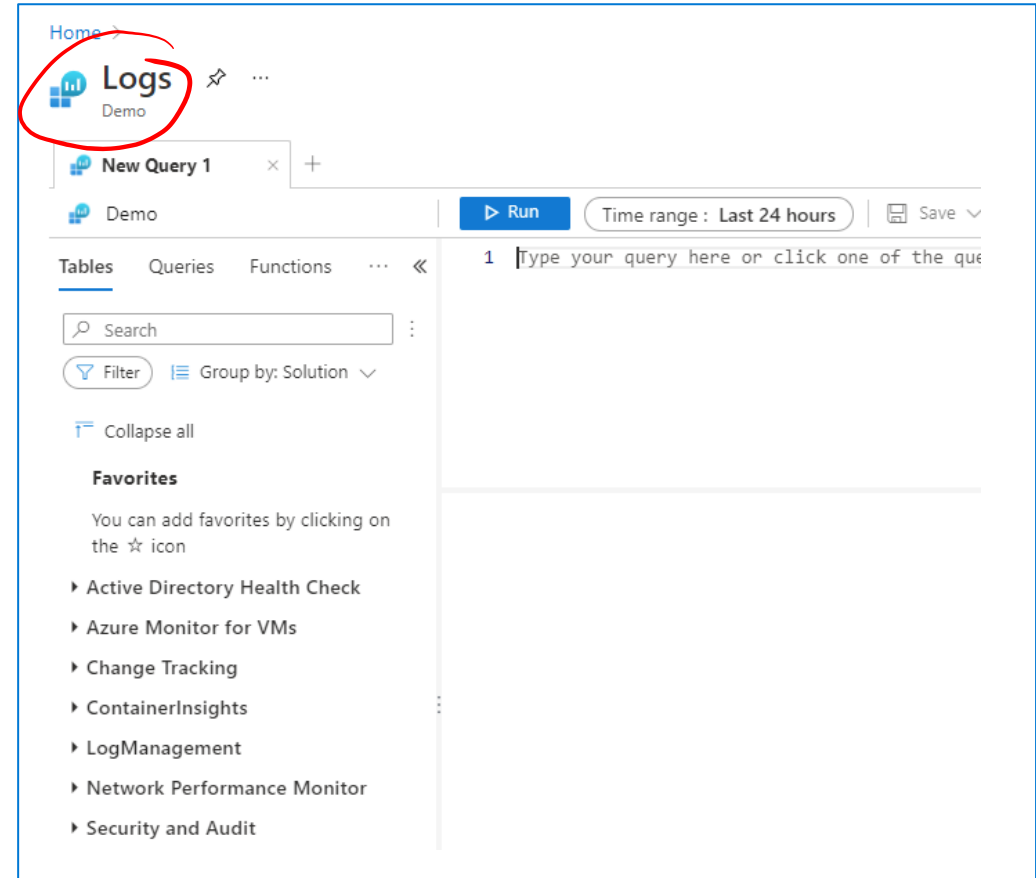 Home >
Logs ...
Demo
New Query 1 × +
Demo
Run Time range : Last 24 hours Save
Tables Queries Functions ... «
1 Type your query here or click one of the que
Search
Filter Group by: Solution
Collapse all
Favorites
You can add favorites by clicking on
the ☆ icon
Active Directory Health Check
Azure Monitor for VMs
Change Tracking
ContainerInsights
LogManagement
Network Performance Monitor
Security and Audit